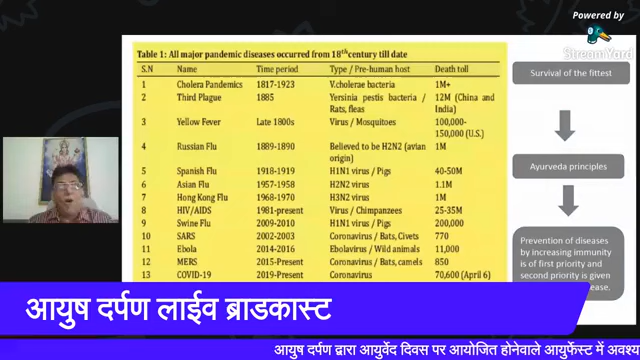 Powered by
StreamYard
Table 1: All major pandemic diseases occurred from 18th century till date
S.N Name Time period Type / Pre-human host Death toll
1 Cholera Pandemics 1817-1923 V.cholerae bacteria 1M+
2 Third Plague 1885 Yersinia pestis bacteria / Rats, fleas 12M (China and India)
3 Yellow Fever Late 1800s Virus / Mosquitoes 100,000-150,000 (U.S.)
4 Russian Flu 1889-1890 Believed to be H2N2 (avian origin) 1M
5 Spanish Flu 1918-1919 H1N1 virus / Pigs 40-50M
6 Asian Flu 1957-1958 H2N2 virus 1.1M
7 Hong Kong Flu 1968-1970 H3N2 virus 1M
8 HIV/AIDS 1981-present Virus / Chimpanzees 25-35M
9 Swine Flu 2009-2010 H1N1 virus / Pigs 200,000
10 SARS 2002-2003 Coronavirus / Bats, Civets 770
11 Ebola 2014-2016 Ebolavirus / Wild animals 11,000
12 MERS 2015-Present Coronavirus / Bats, camels 850
13 COVID-19 2019-Present Coronavirus 70,600 (April 6)
Survival of the fittest
Ayurveda principles
Prevention of diseases
by increasing immunity
is of first priority and
second priority is given
आयुष दर्पण लाईव ब्राडकास्ट
आयुष दर्पण द्वारा आयुर्वेद दिवस पर आयोजित होनेवाले आयुर्फेस्ट में अवश्य